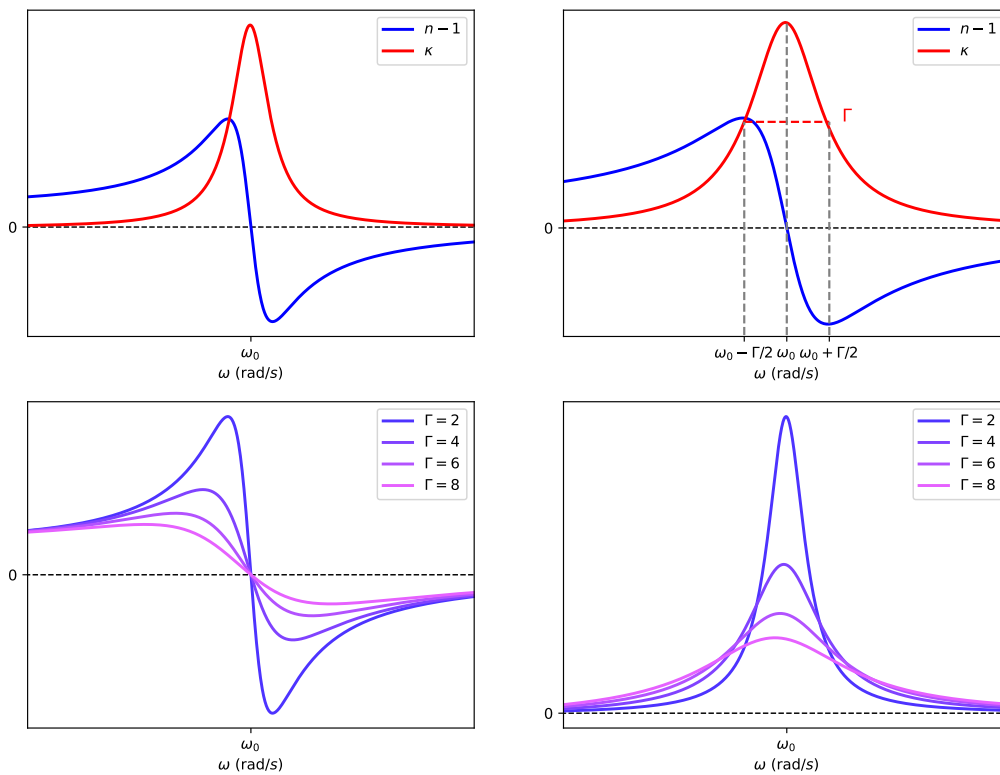 n − 1
κ
0
ω₀
ω (rad/s)
n − 1
κ
Γ
0
ω₀ − Γ/2 ω₀ ω₀ + Γ/2
ω (rad/s)
Γ = 2
Γ = 4
Γ = 6
Γ = 8
0
ω₀
ω (rad/s)
Γ = 2
Γ = 4
Γ = 6
Γ = 8
0
ω₀
ω (rad/s)